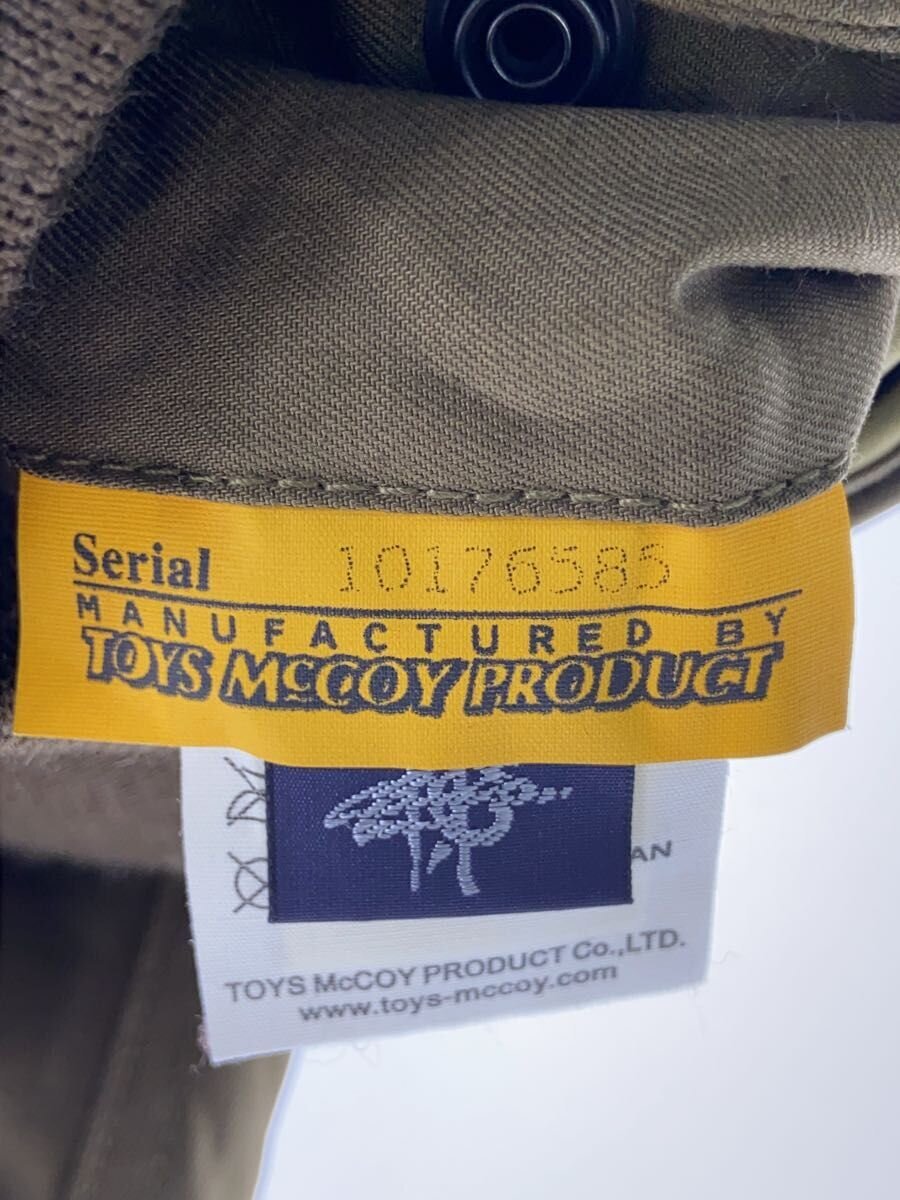 Serial 10176585
MANUFACTURED BY
TOYS McCOY PRODUCT
AN
TOYS McCOY PRODUCT Co.,LTD.
www.toys-mccoy.com